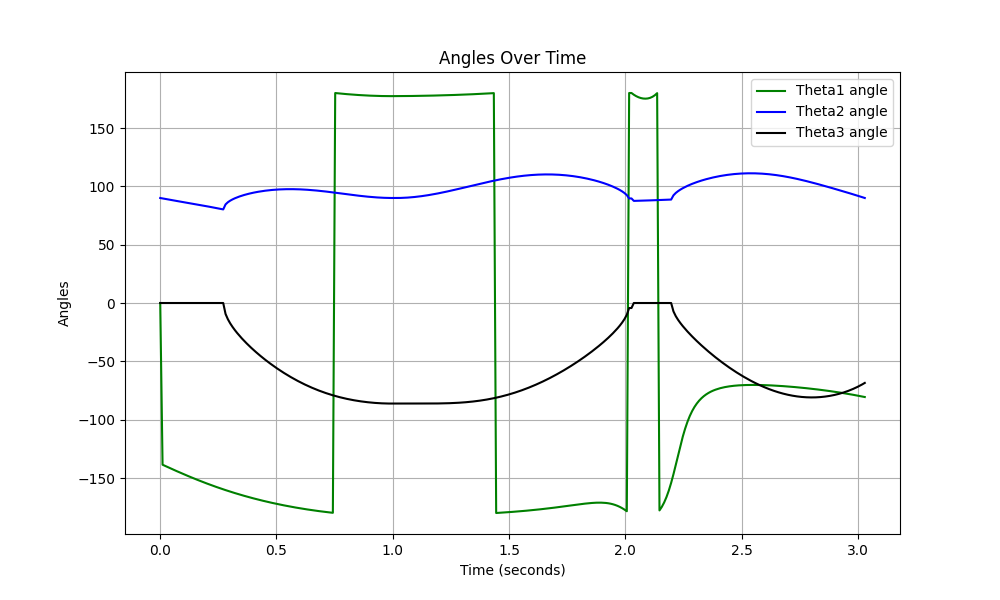 Angles Over Time
Theta1 angle
Theta2 angle
Theta3 angle
Angles
150
100
50
0
−50
−100
−150
0.0 0.5 1.0 1.5 2.0 2.5 3.0
Time (seconds)